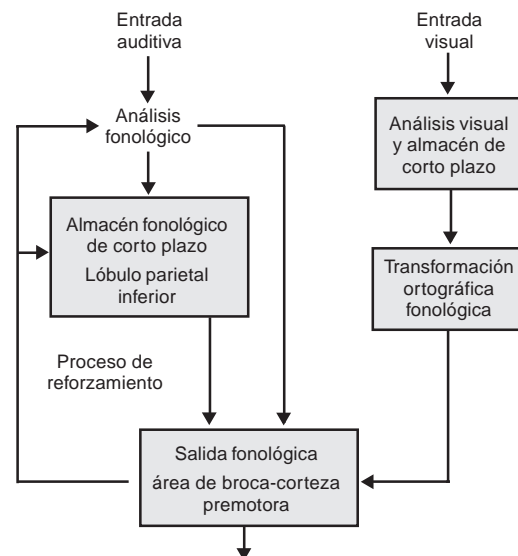 Entrada
auditiva
Análisis
fonológico
Almacén fonológico
de corto plazo
Lóbulo parietal
inferior
Proceso de
reforzamiento
Salida fonológica
área de broca-corteza
premotora
Entrada
visual
Análisis visual
y almacén de
corto plazo
Transformación
ortográfica
fonológica